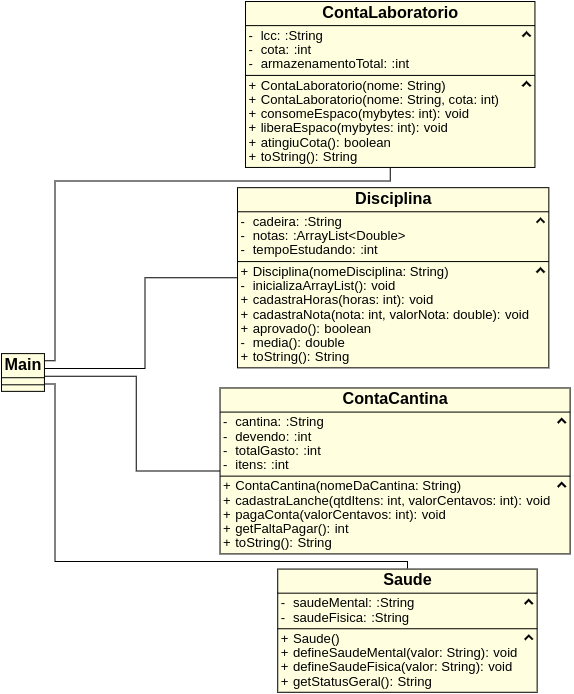 ContaLaboratorio
- lcc: :String
- cota: :int
- armazenamentoTotal: :int
+ ContaLaboratorio(nome: String)
+ ContaLaboratorio(nome: String, cota: int)
+ consomeEspaco(mybytes: int): void
+ liberaEspaco(mybytes: int): void
+ atingiuCota(): boolean
+ toString(): String
Disciplina
- cadeira: :String
- notas: :ArrayList<Double>
- tempoEstudando: :int
+ Disciplina(nomeDisciplina: String)
- inicializaArrayList(): void
+ cadastraHoras(horas: int): void
+ cadastraNota(nota: int, valorNota: double): void
+ aprovado(): boolean
- media(): double
+ toString(): String
Main
ContaCantina
- cantina: :String
- devendo: :int
- totalGasto: :int
- itens: :int
+ ContaCantina(nomeDaCantina: String)
+ cadastraLanche(qtdItens: int, valorCentavos: int): void
+ pagaConta(valorCentavos: int): void
+ getFaltaPagar(): int
+ toString(): String
Saude
- saudeMental: :String
- saudeFisica: :String
+ Saude()
+ defineSaudeMental(valor: String): void
+ defineSaudeFisica(valor: String): void
+ getStatusGeral(): String